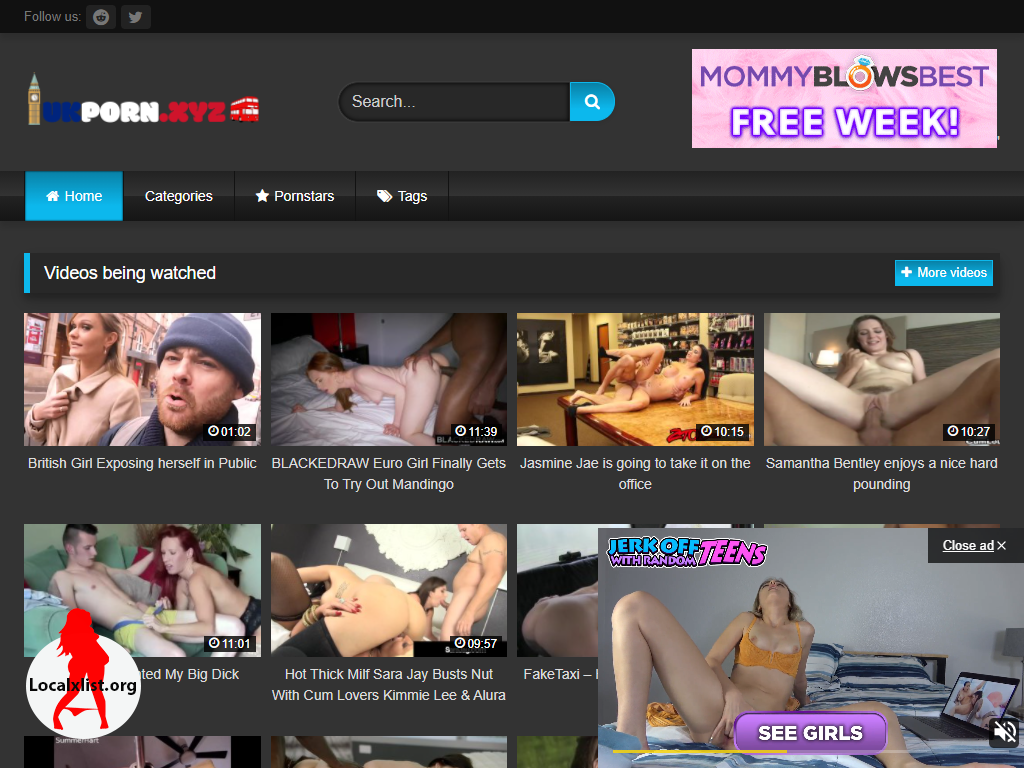 Follow us:
UKPORN.XYZ
Search...
MOMMYBLOWSBEST
FREE WEEK!
Home
Categories
Pornstars
Tags
Videos being watched
More videos
01:02
11:39
10:15
10:27
British Girl Exposing herself in Public
BLACKEDRAW Euro Girl Finally Gets
To Try Out Mandingo
Jasmine Jae is going to take it on the
office
Samantha Bentley enjoys a nice hard
pounding
11:01
09:57
JERK OFF
WITH RANDOM
TEENS
Close ad
Localxlist.org
ted My Big Dick
Hot Thick Milf Sara Jay Busts Nut
With Cum Lovers Kimmie Lee & Alura
FakeTaxi –
SEE GIRLS